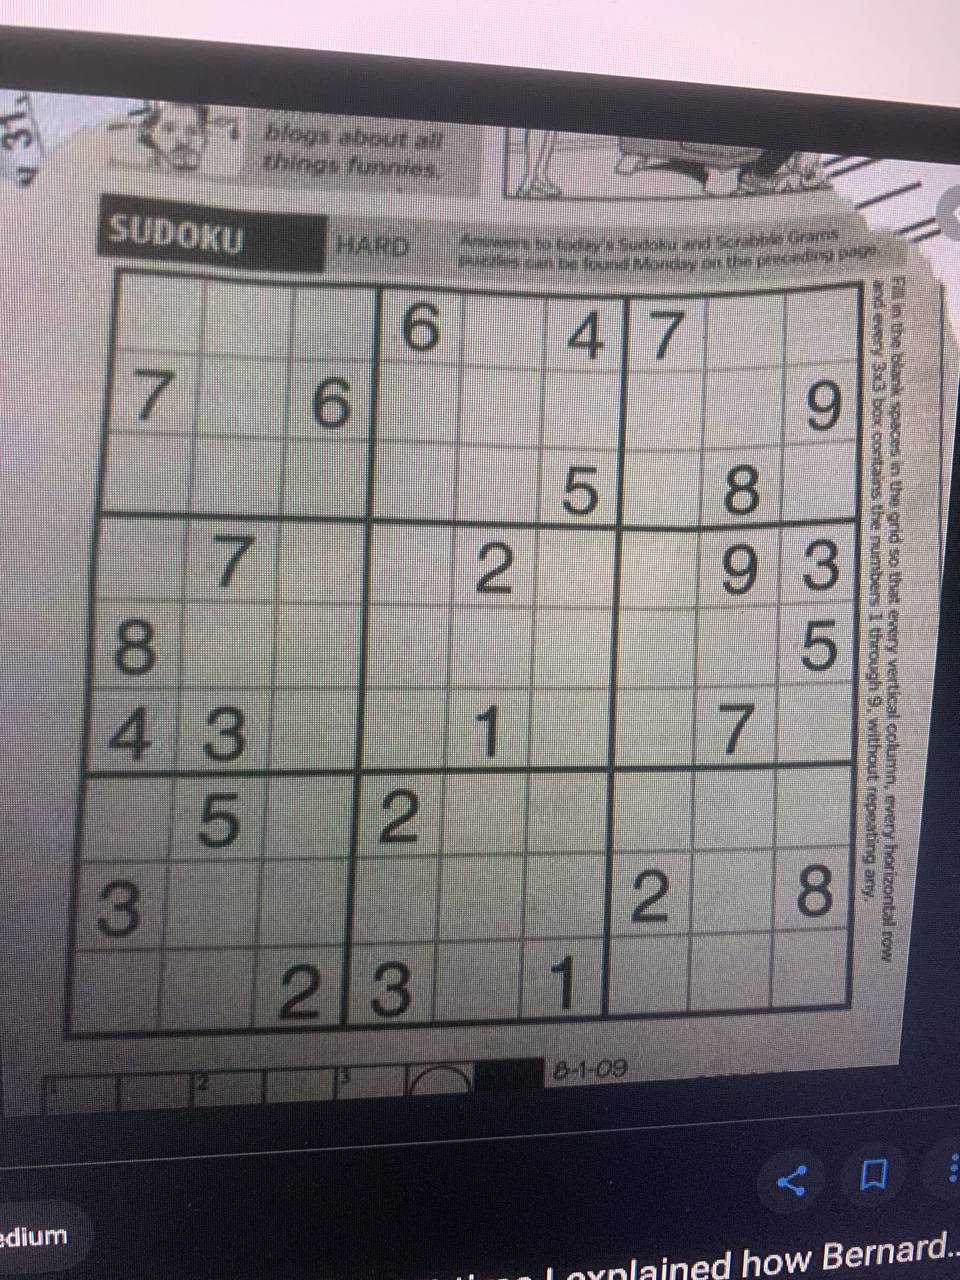 31
blogs about all
things funnies.
SUDOKU
HARD
Answers to today's Sudoku and Scrabble Grams
puzzles can be found Monday on the preceding page.
6 4 7
7 6 9
5 8
7 2 9 3
8 5
4 3 1 7
5 2
3 2 8
2 3 1
Fill in the blank spaces in the grid so that every vertical column, every horizontal row
and every 3x3 box contains the numbers 1 through 9, without repeating any.
2 3
8-1-09
edium
I explained how Bernard...